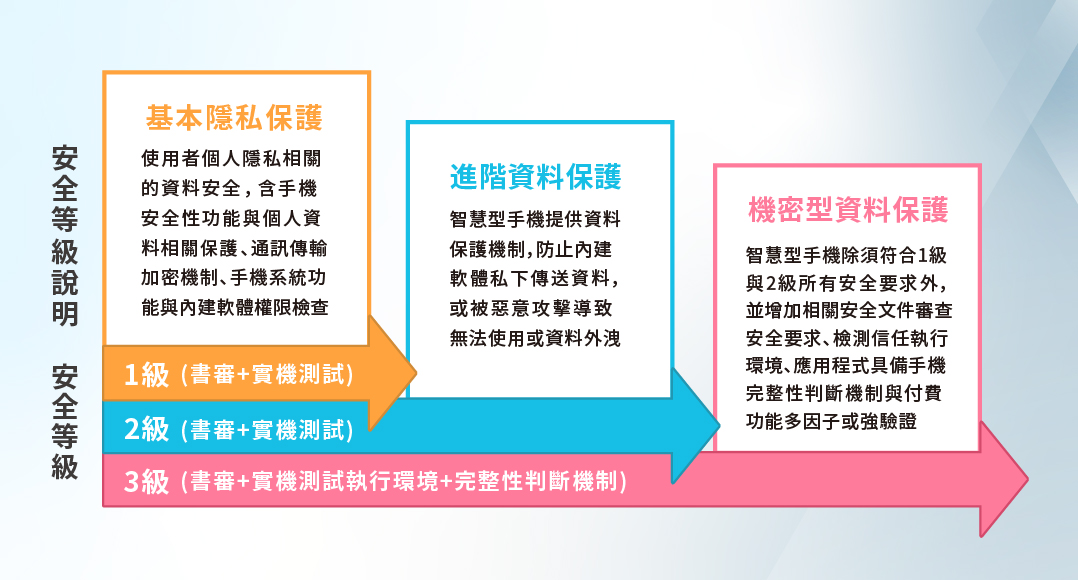 安全等級說明
基本隱私保護
使用者個人隱私相關
的資料安全，含手機
安全性功能與個人資
料相關保護、通訊傳輸
加密機制、手機系統功
能與內建軟體權限檢查
進階資料保護
智慧型手機提供資料
保護機制，防止內建
軟體私下傳送資料，
或被惡意攻擊導致
無法使用或資料外洩
機密型資料保護
智慧型手機除須符合1級
與2級所有安全要求外，
並增加相關安全文件審查
安全要求、檢測信任執行
環境、應用程式具備手機
完整性判斷機制與付費
功能多因子或強驗證
安全等級
1級 (書審+實機測試)
2級 (書審+實機測試)
3級 (書審+實機測試執行環境+完整性判斷機制)